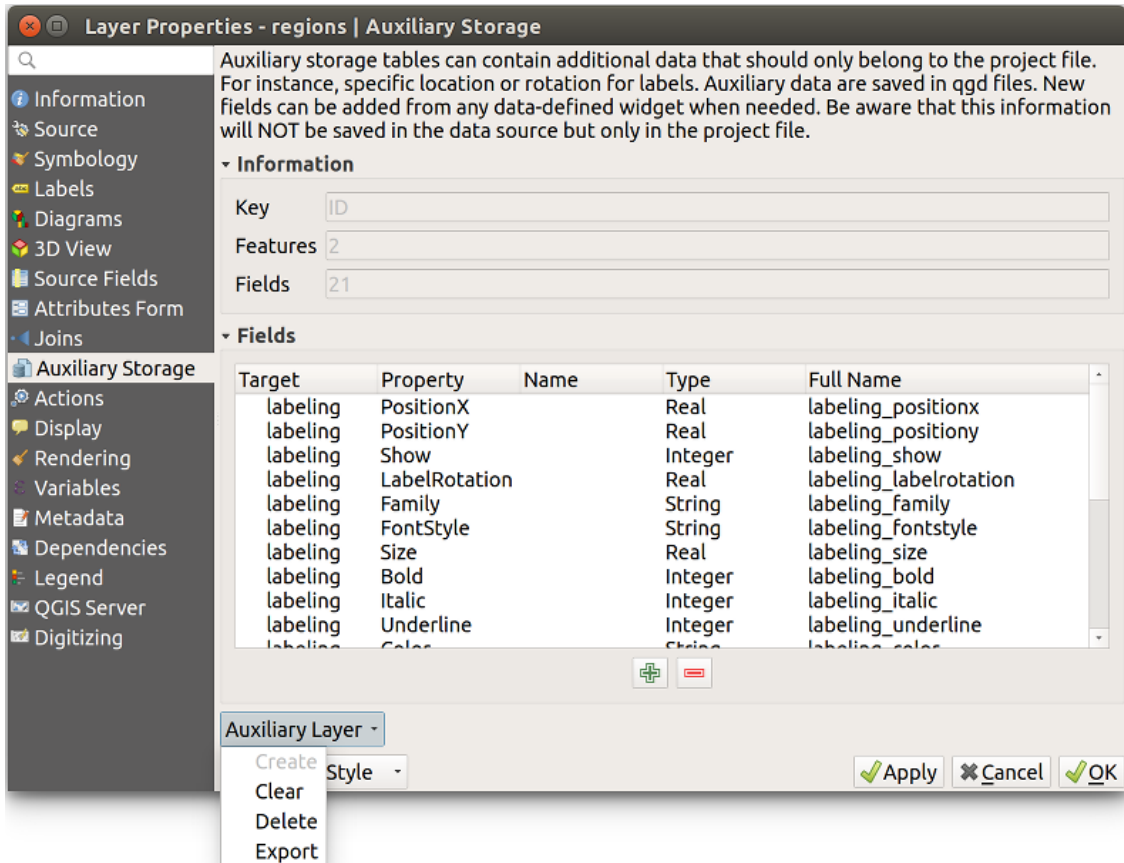 Layer Properties - regions | Auxiliary Storage
Information
Source
Symbology
Labels
Diagrams
3D View
Source Fields
Attributes Form
Joins
Auxiliary Storage
Actions
Display
Rendering
Variables
Metadata
Dependencies
Legend
QGIS Server
Digitizing
Auxiliary storage tables can contain additional data that should only belong to the project file.
For instance, specific location or rotation for labels. Auxiliary data are saved in qgd files. New
fields can be added from any data-defined widget when needed. Be aware that this information
will NOT be saved in the data source but only in the project file.
Information
Key ID
Features 2
Fields 21
Fields
Target Property Name Type Full Name
labeling PositionX Real labeling_positionx
labeling PositionY Real labeling_positiony
labeling Show Integer labeling_show
labeling LabelRotation Real labeling_labelrotation
labeling Family String labeling_family
labeling FontStyle String labeling_fontstyle
labeling Size Real labeling_size
labeling Bold Integer labeling_bold
labeling Italic Integer labeling_italic
labeling Underline Integer labeling_underline
labeling Color String labeling_color
Auxiliary Layer
Create
Clear
Delete
Export
Style
Apply Cancel OK